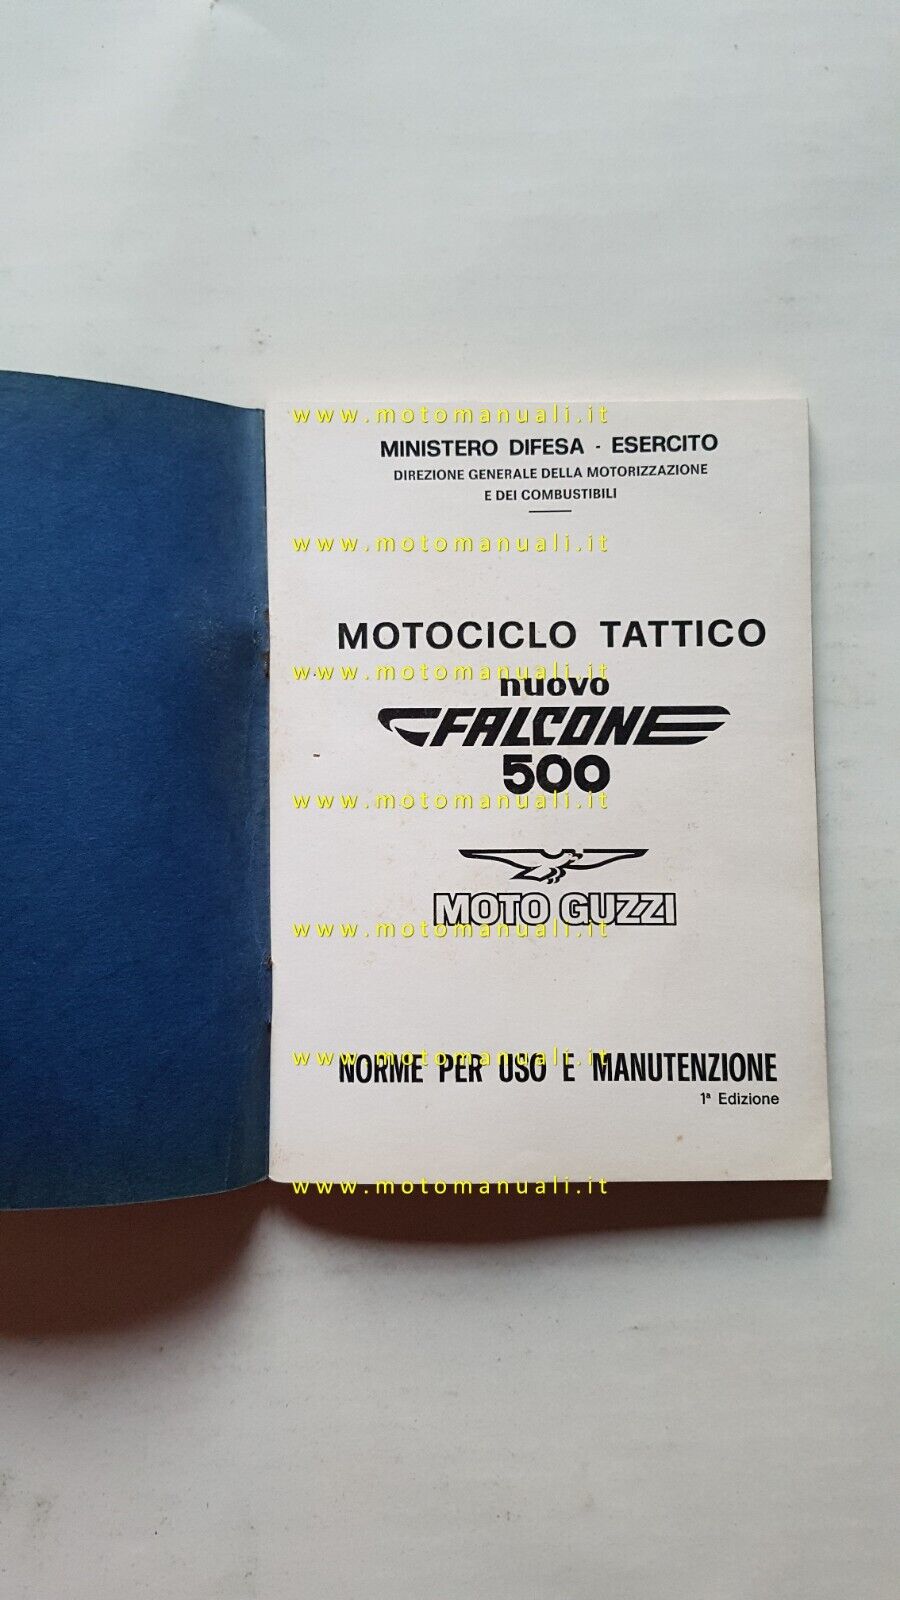 www.motomanuali.it
MINISTERO DIFESA - ESERCITO
DIREZIONE GENERALE DELLA MOTORIZZAZIONE
E DEI COMBUSTIBILI
www.motomanuali.it
MOTOCICLO TATTICO
www.motomanuali.it
nuovo
FALCONE
500
www.motomanuali.it
MOTO GUZZI
www.motomanuali.it
www.motomanuali.it
NORME PER USO E MANUTENZIONE
1ª Edizione
www.motomanuali.it